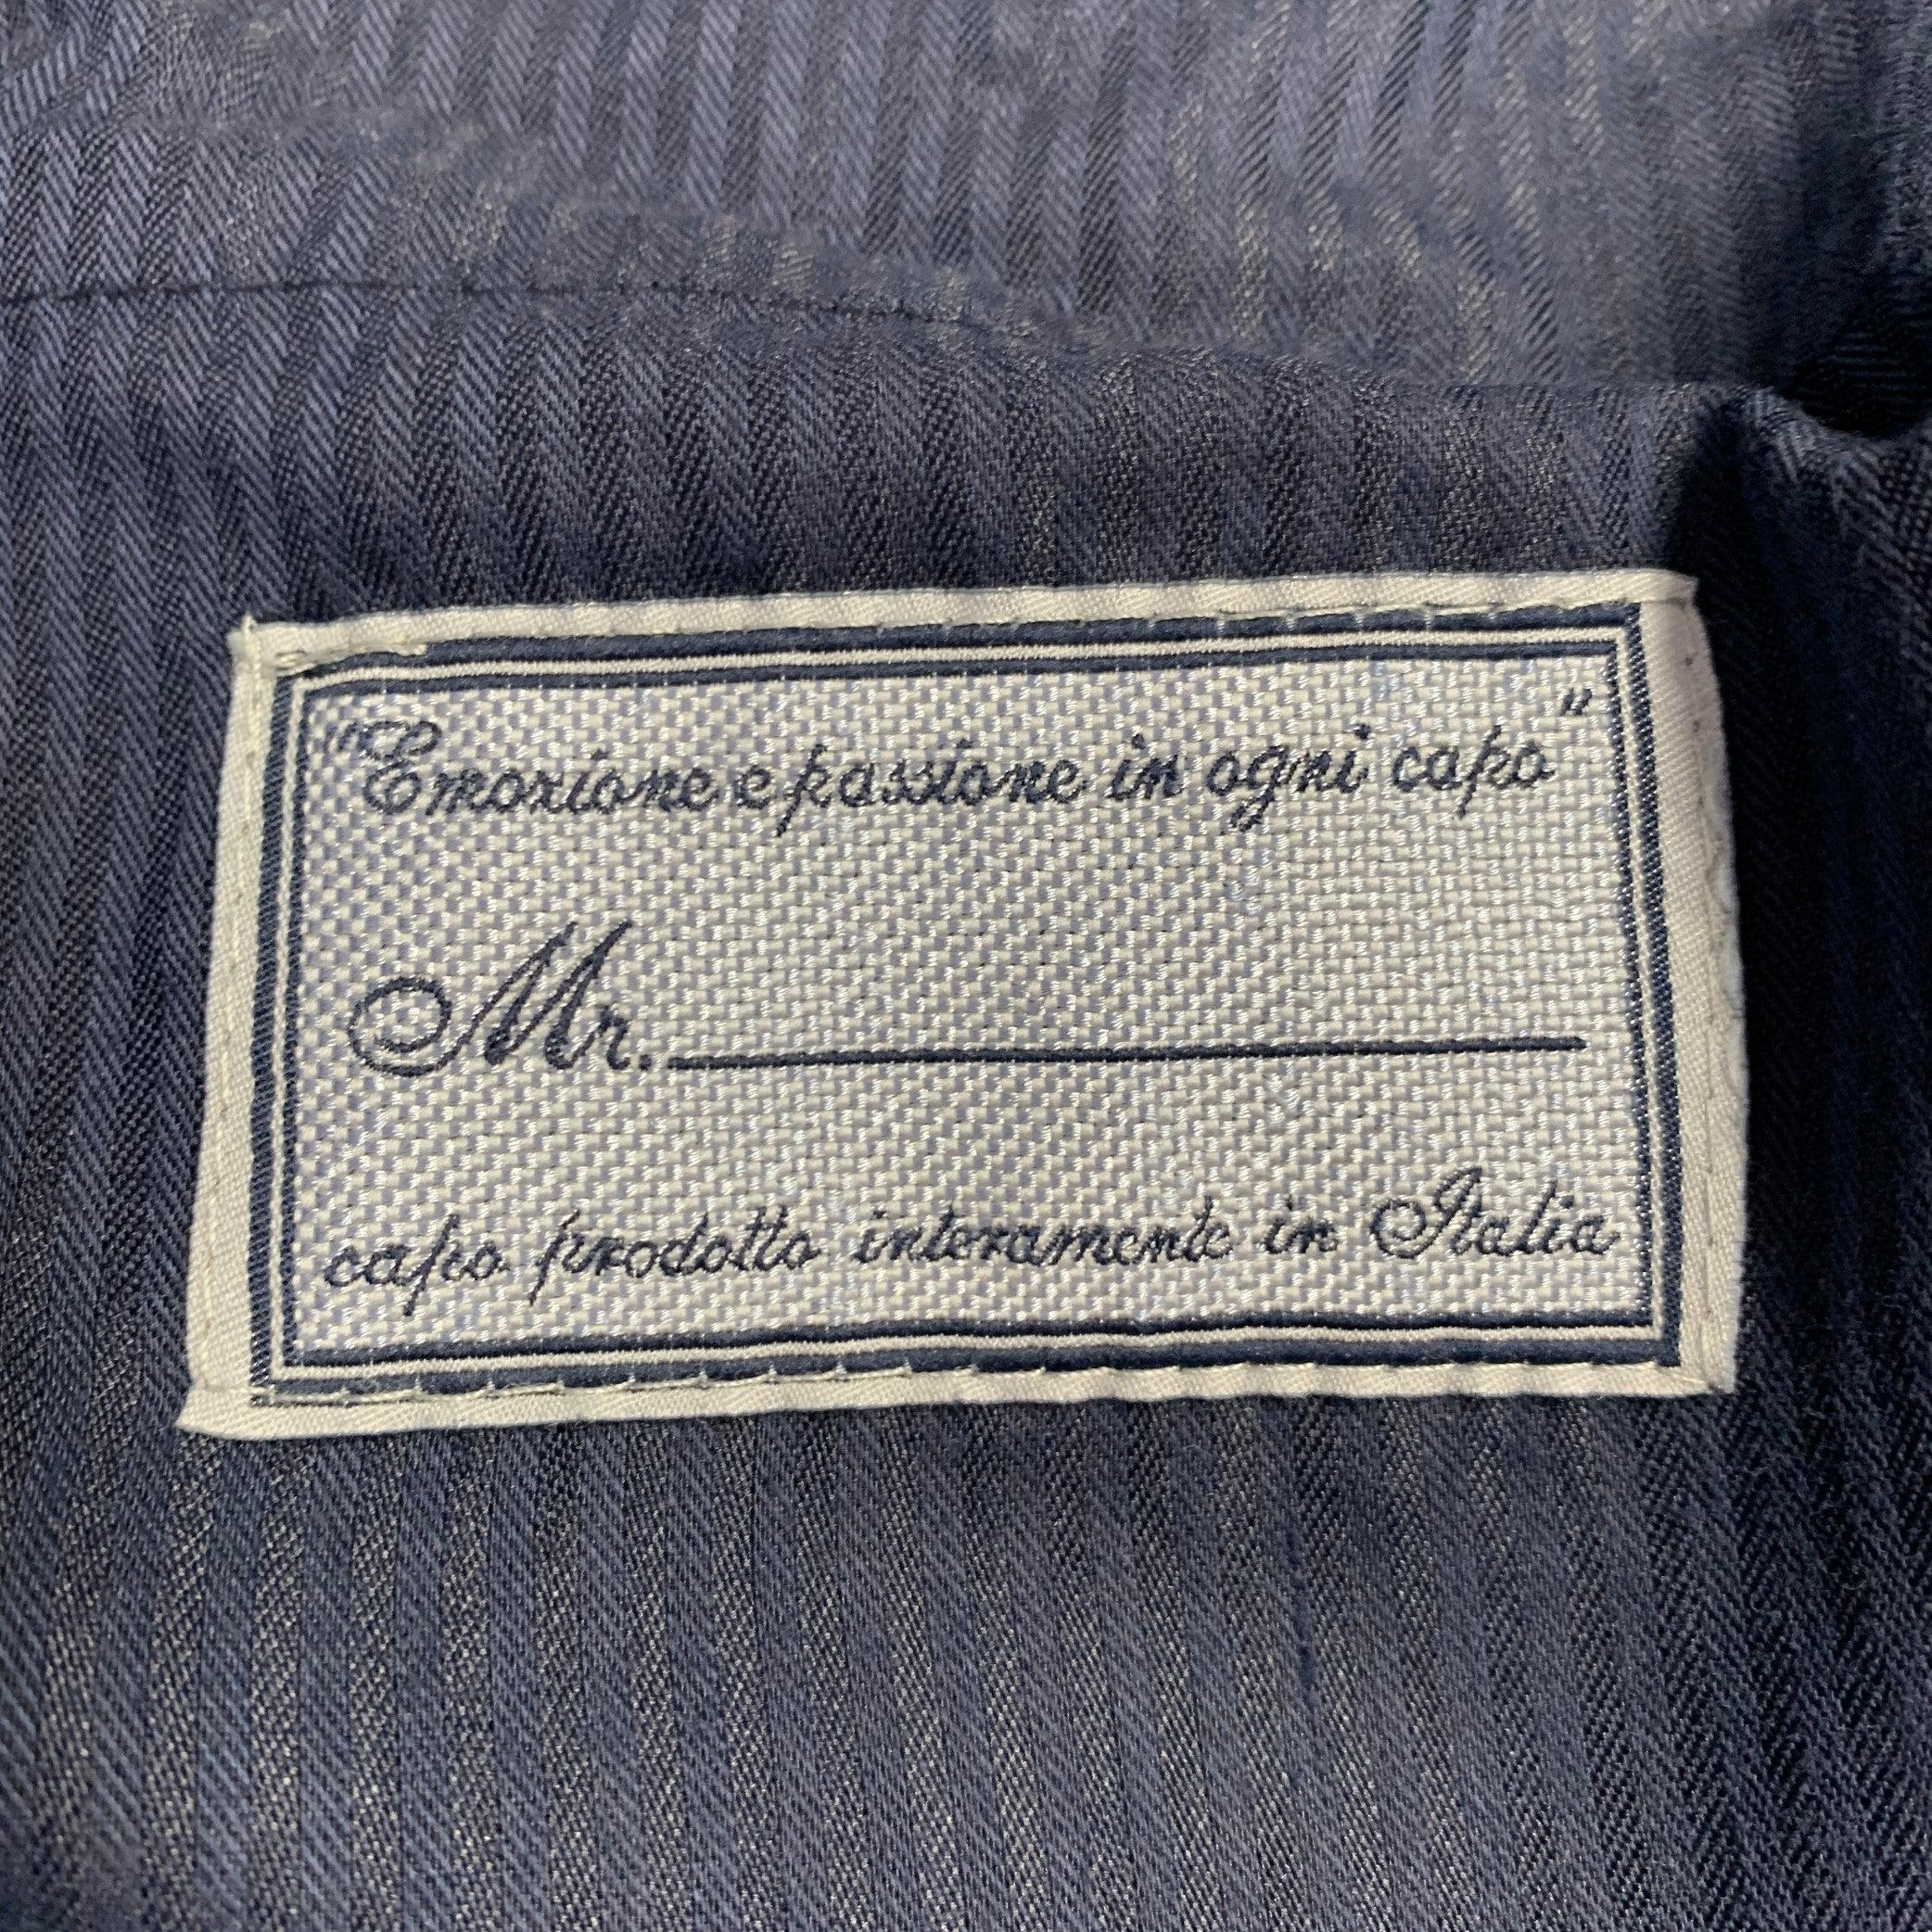 "Emozione e passione in ogni capo"
Mr.
capo prodotto interamente in Italia